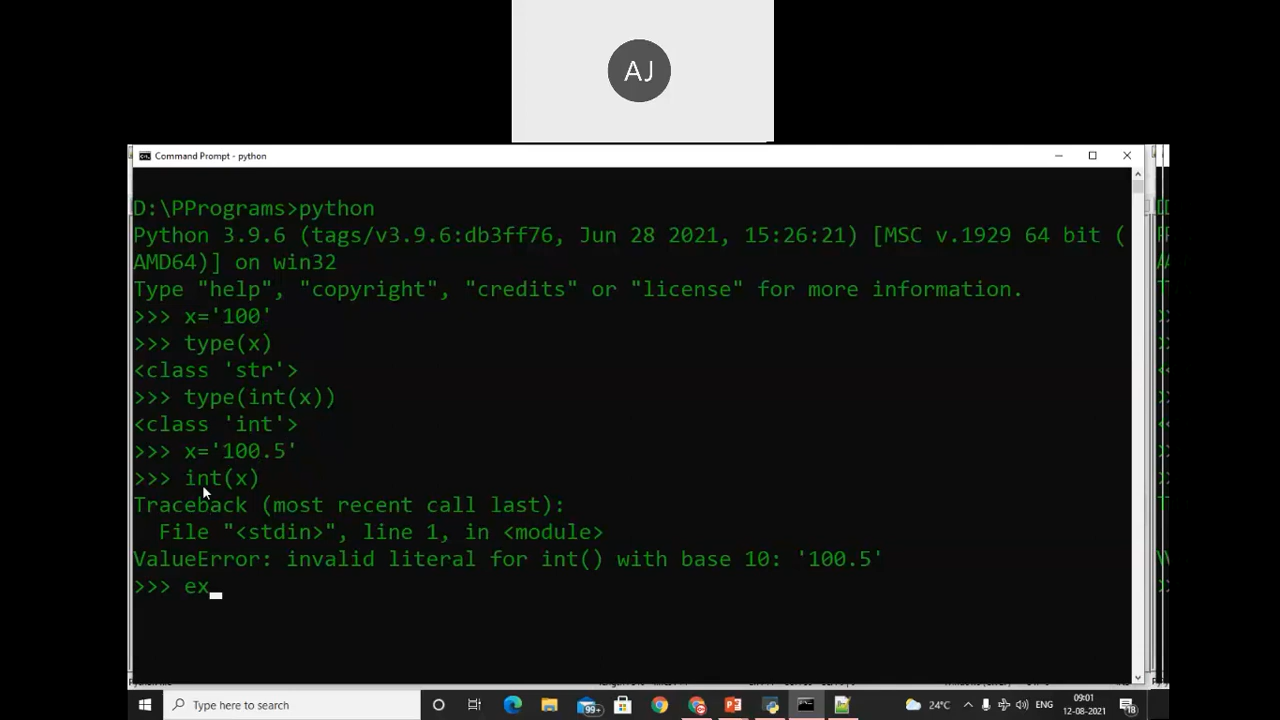 AJ
Command Prompt - python
D:\PPrograms>python
Python 3.9.6 (tags/v3.9.6:db3ff76, Jun 28 2021, 15:26:21) [MSC v.1929 64 bit (
AMD64)] on win32
Type "help", "copyright", "credits" or "license" for more information.
>>> x='100'
>>> type(x)
<class 'str'>
>>> type(int(x))
<class 'int'>
>>> x='100.5'
>>> int(x)
Traceback (most recent call last):
  File "<stdin>", line 1, in <module>
ValueError: invalid literal for int() with base 10: '100.5'
>>> ex
Type here to search
99+
24°C
ENG
09:01
12-08-2021
18